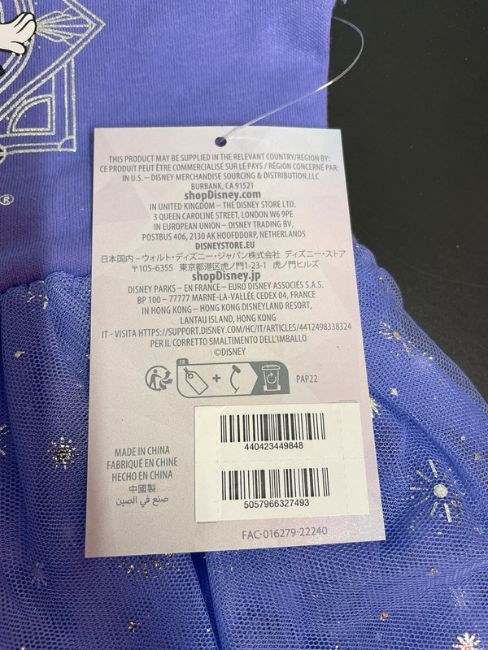 ®
THIS PRODUCT MAY BE SUPPLIED IN THE RELEVANT COUNTRY/REGION BY:
CE PRODUIT PEUT ÊTRE COMMERCIALISÉ SUR LE PAYS / RÉGION CONCERNÉ PAR:
IN U.S. – DISNEY MERCHANDISE SOURCING & DISTRIBUTION,LLC
BURBANK, CA 91521
shopDisney.com
IN UNITED KINGDOM – THE DISNEY STORE LTD.
3 QUEEN CAROLINE STREET, LONDON W6 9PE
IN EUROPEAN UNION – DISNEY TRADING BV,
POSTBUS 406, 2130 AK HOOFDDORP, NETHERLANDS
DISNEYSTORE.EU
日本国内－ウォルト・ディズニー・ジャパン株式会社 ディズニー・ストア
〒105-6355 東京都港区虎ノ門1-23-1 虎ノ門ヒルズ
shopDisney.jp
DISNEY PARKS – EN FRANCE – EURO DISNEY ASSOCIÉS S.A.S.
BP 100 – 77777 MARNE-LA-VALLÉE CEDEX 04, FRANCE
IN HONG KONG – HONG KONG DISNEYLAND RESORT,
LANTAU ISLAND, HONG KONG
IT - VISITA HTTPS://SUPPORT.DISNEY.COM/HC/IT/ARTICLES/4412498338324
PER IL CORRETTO SMALTIMENTO DELL'IMBALLO
©DISNEY
FR
+
PAP22
440423449848
MADE IN CHINA
FABRIQUÉ EN CHINE
HECHO EN CHINA
中國製
صنع في الصين
5057966327493
FAC-016279-22240